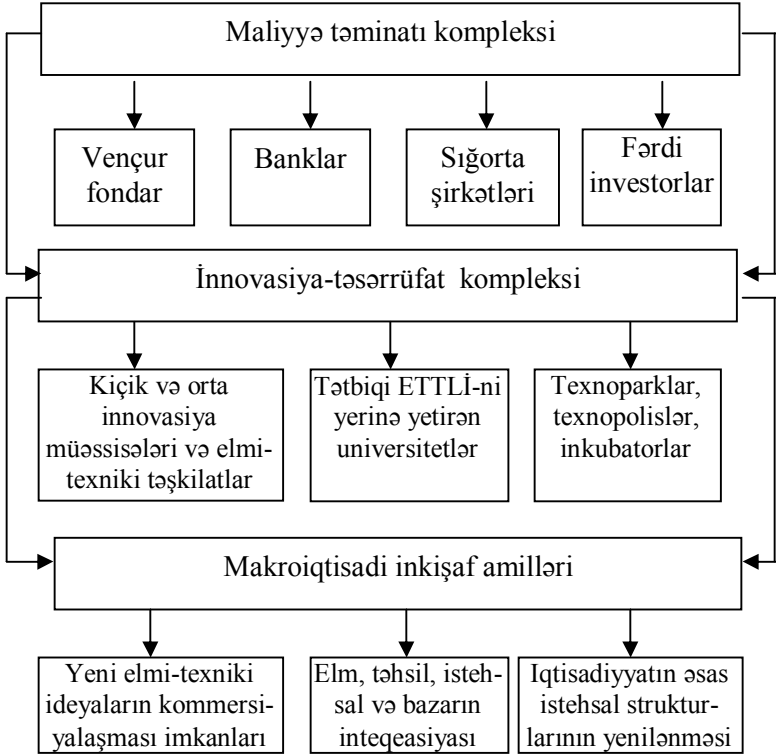 Maliyyə təminatı kompleksi
Vençur
fondar
Banklar
Sığorta
şirkətləri
Fərdi
investorlar
İnnovasiya-təsərrüfat kompleksi
Kiçik və orta
innovasiya
müəssisələri və elmi-
texniki təşkilatlar
Tətbiqi ETTLİ-ni
yerinə yetirən
universitetlər
Texnoparklar,
texnopolislər,
inkubatorlar
Makroiqtisadi inkişaf amilləri
Yeni elmi-texniki
ideyaların kommersi-
yalaşması imkanları
Elm, təhsil, isteh-
sal və bazarın
inteqeasiyası
Iqtisadiyyatın əsas
istehsal struktur-
larının yenilənməsi